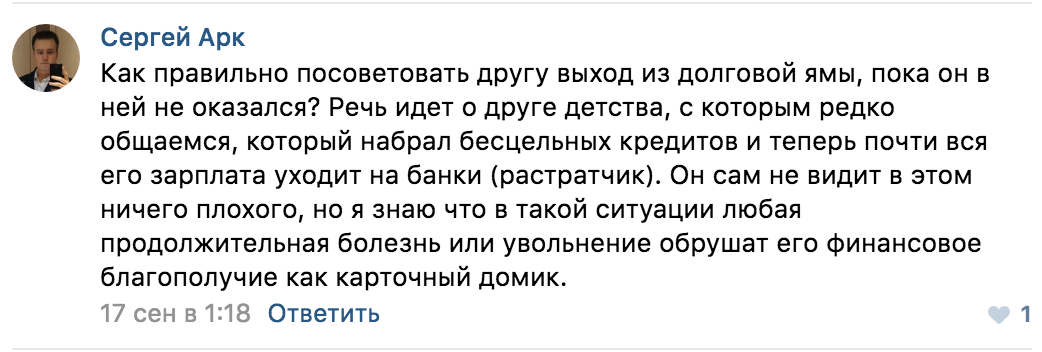 Сергей Арк
Как правильно посоветовать другу выход из долговой ямы, пока он в
ней не оказался? Речь идет о друге детства, с которым редко
общаемся, который набрал бесцельных кредитов и теперь почти вся
его зарплата уходит на банки (растратчик). Он сам не видит в этом
ничего плохого, но я знаю что в такой ситуации любая
продолжительная болезнь или увольнение обрушат его финансовое
благополучие как карточный домик.
17 сен в 1:18 Ответить 1